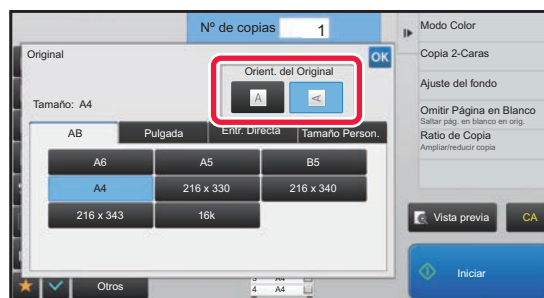 Nº de copias 1
Original
OK
Orient. del Original
A
A
Tamaño: A4
AB
Pulgada
Entr. Directa
Tamaño Person.
A6
A5
B5
A4
216 x 330
216 x 340
216 x 343
16k
Otros
4 A4
Modo Color
Copia 2-Caras
Ajuste del fondo
Omitir Página en Blanco
Saltar pág. en blanco en orig.
Ratio de Copia
Ampliar/reducir copia
Vista previa
CA
Iniciar